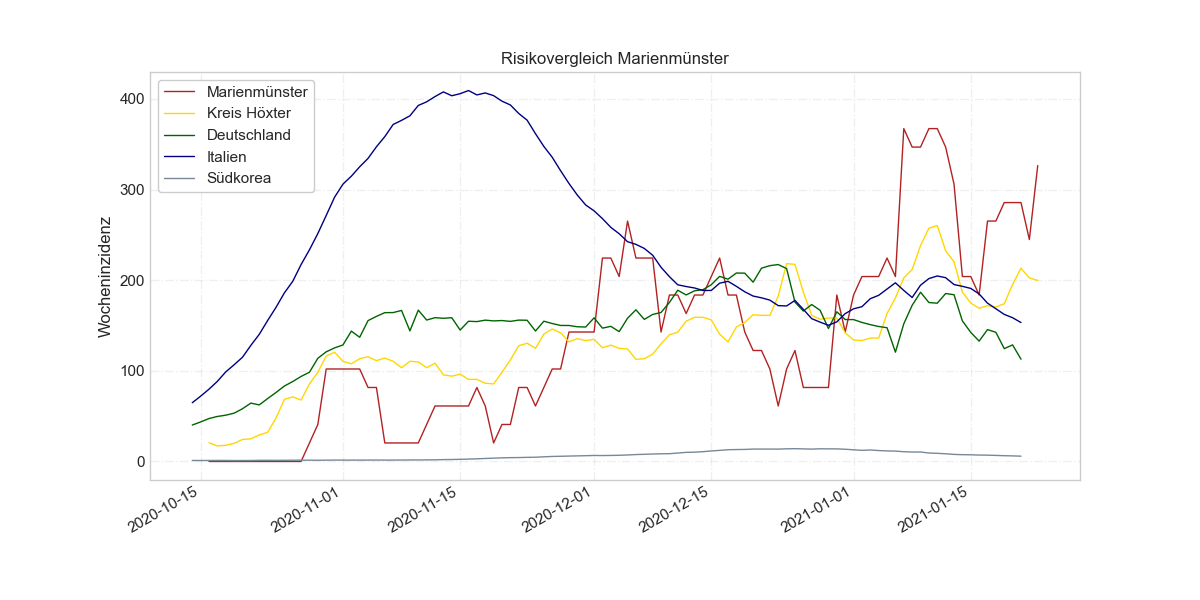 Risikovergleich Marienmünster
Marienmünster
Kreis Höxter
Deutschland
Italien
Südkorea
Wocheninzidenz
400
300
200
100
0
2020-10-15
2020-11-01
2020-11-15
2020-12-01
2020-12-15
2021-01-01
2021-01-15